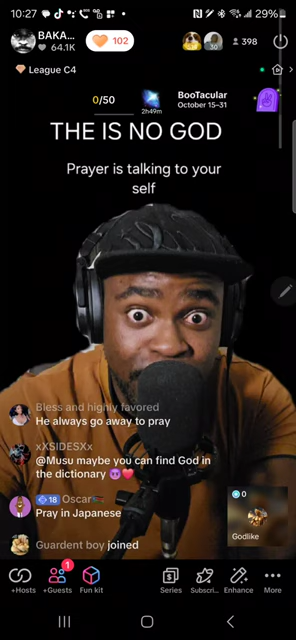 10:27
29%
BAKA...
64.1K
102
30
398
League C4
0/50
2h49m
BooTacular
October 15–31
THE IS NO GOD
Prayer is talking to your
self
Bless and highly favored
He always go away to pray
xXSIDESXx
@Musu maybe you can find God in
the dictionary
18 Oscar
Pray in Japanese
Guardent boy joined
0
Godlike
1
+Hosts
+Guests
Fun kit
Series
Subscri...
Enhance
More